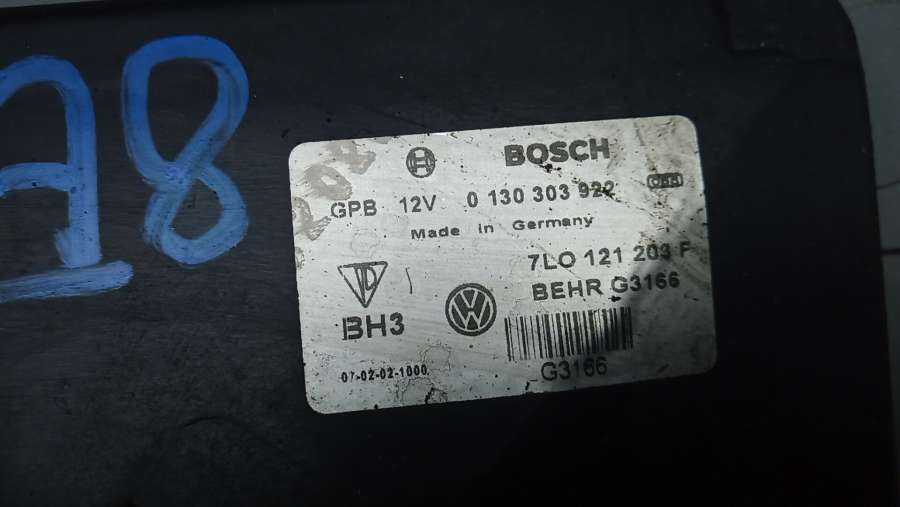 A8
BOSCH
GPB 12V 0 130 303 922
Made in Germany
7L0 121 203 F
BEHR G3166
BH3
07-02-02-1000
G3166